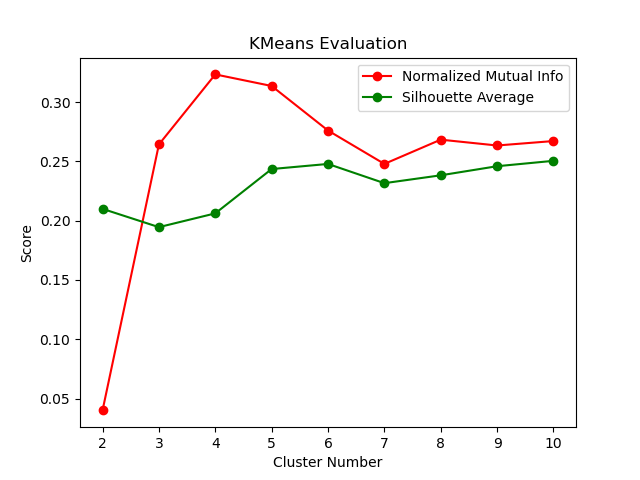 KMeans Evaluation
Normalized Mutual Info
Silhouette Average
Score
0.30
0.25
0.20
0.15
0.10
0.05
2 3 4 5 6 7 8 9 10
Cluster Number